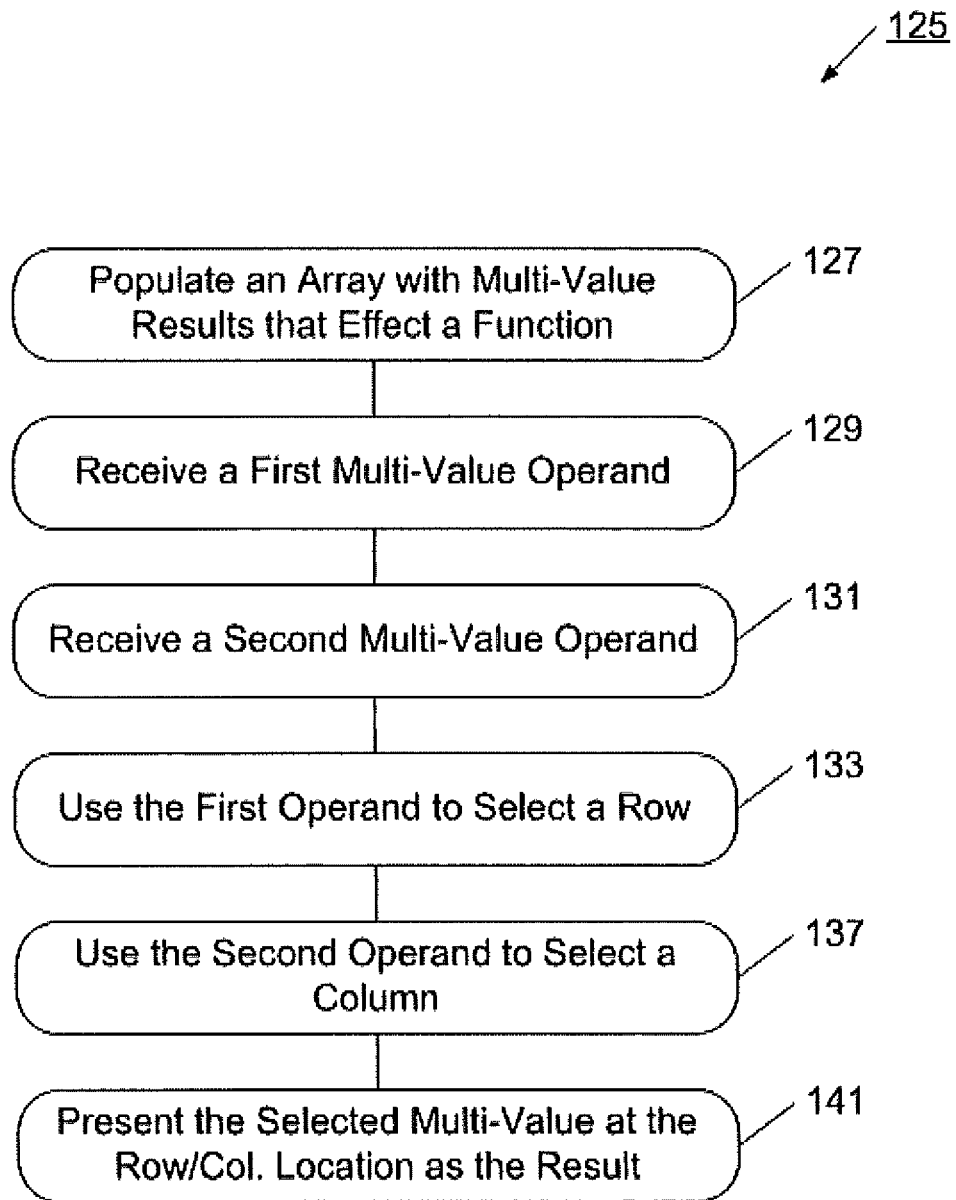 125
Populate an Array with Multi-Value
Results that Effect a Function
127
Receive a First Multi-Value Operand
129
Receive a Second Multi-Value Operand
131
Use the First Operand to Select a Row
133
Use the Second Operand to Select a
Column
137
Present the Selected Multi-Value at the
Row/Col. Location as the Result
141